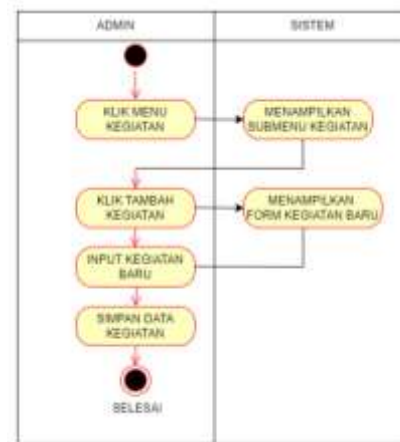 ADMIN
SISTEM
KLIK MENU
KEGIATAN
MENAMPILKAN
SUBMENU KEGIATAN
KLIK TAMBAH
KEGIATAN
MENAMPILKAN
FORM KEGIATAN BARU
INPUT KEGIATAN
BARU
SIMPAN DATA
KEGIATAN
SELESAI